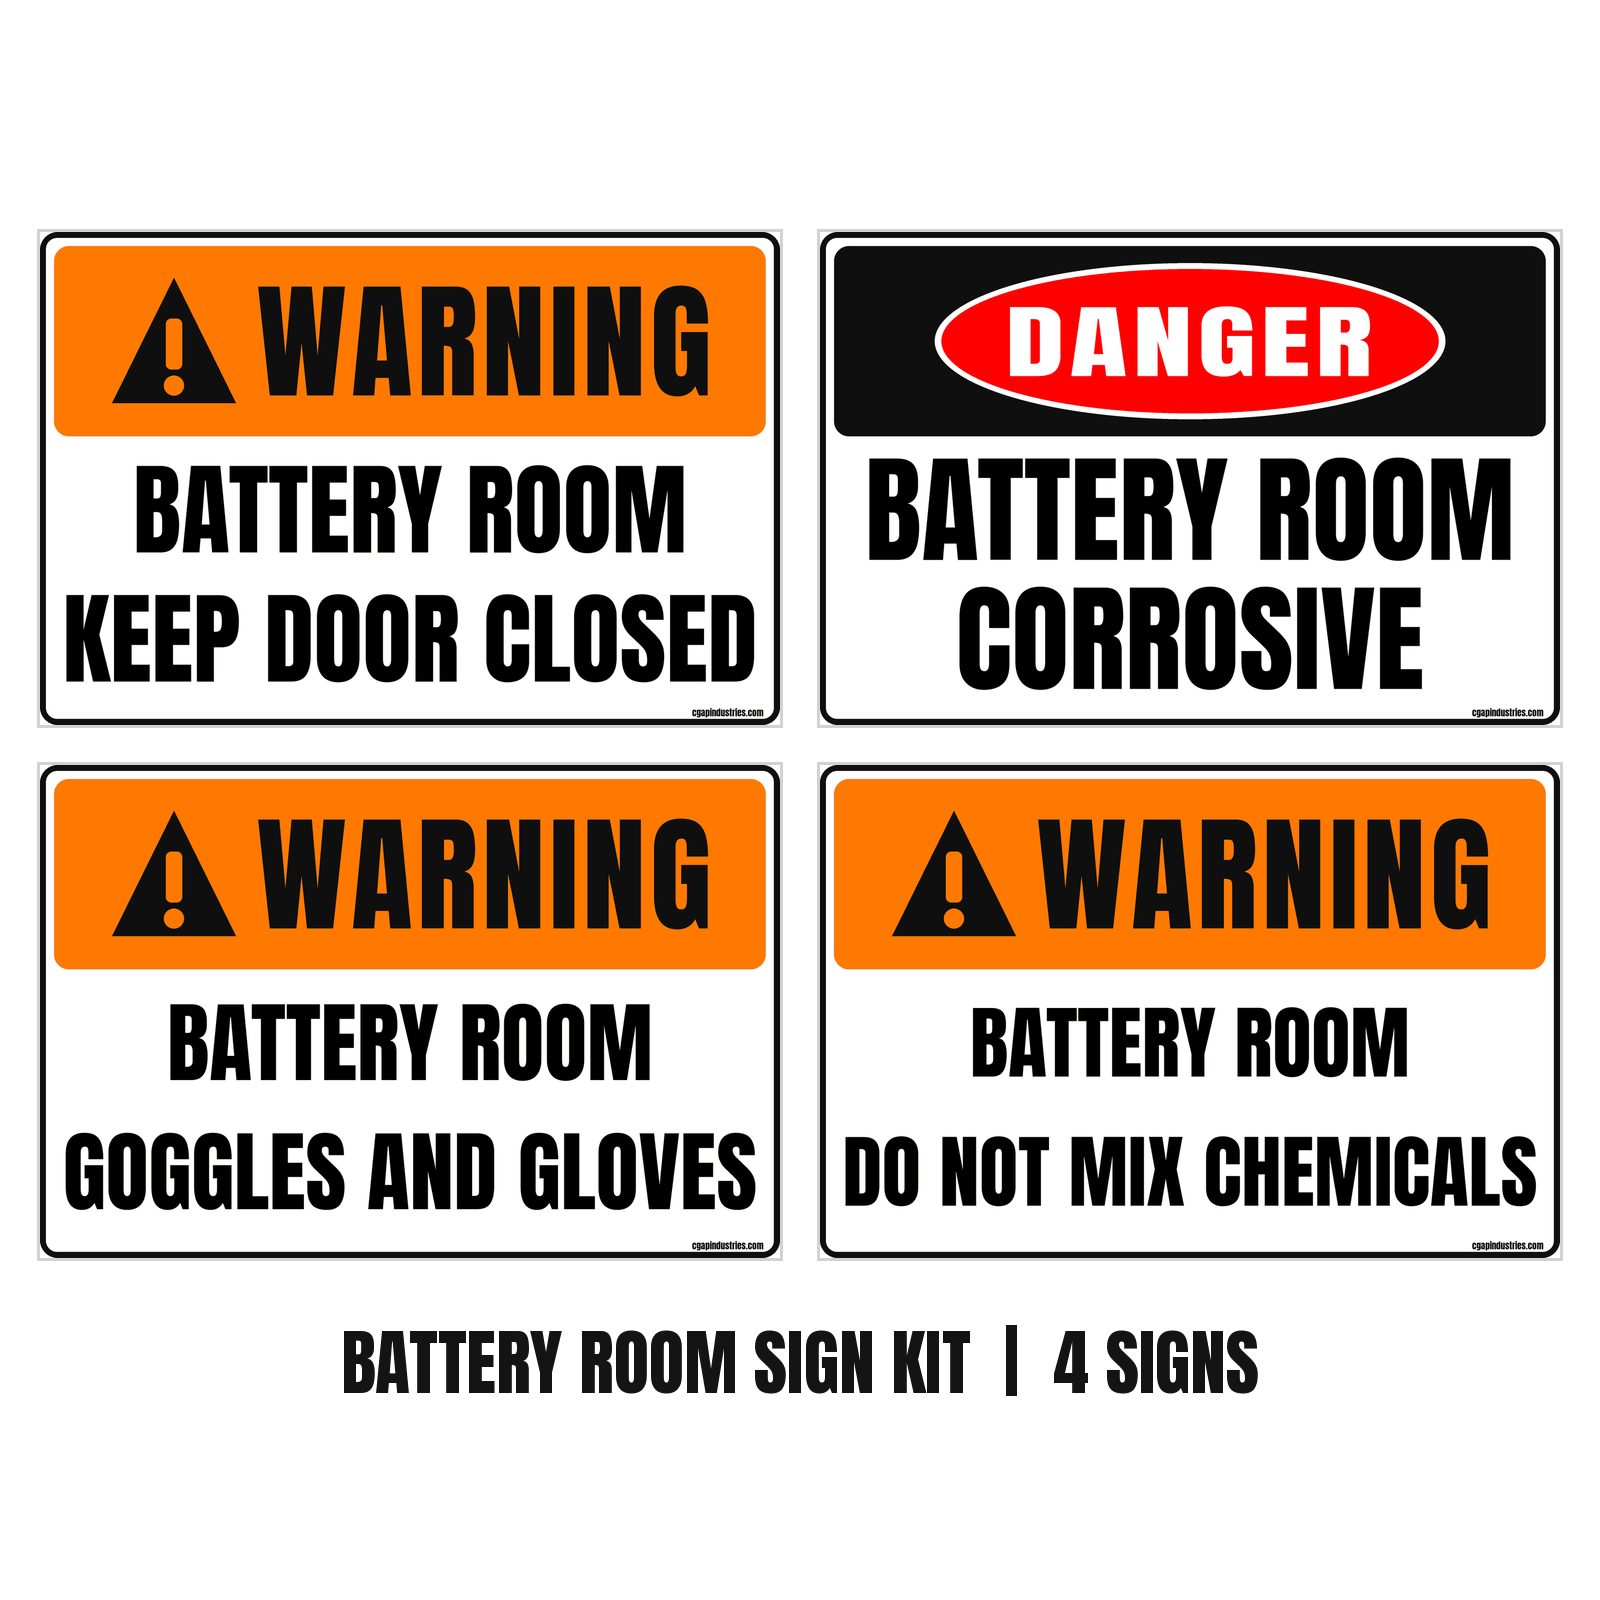 WARNING
BATTERY ROOM
KEEP DOOR CLOSED
cgapindustries.com
DANGER
BATTERY ROOM
CORROSIVE
cgapindustries.com
WARNING
BATTERY ROOM
GOGGLES AND GLOVES
cgapindustries.com
WARNING
BATTERY ROOM
DO NOT MIX CHEMICALS
cgapindustries.com
BATTERY ROOM SIGN KIT | 4 SIGNS